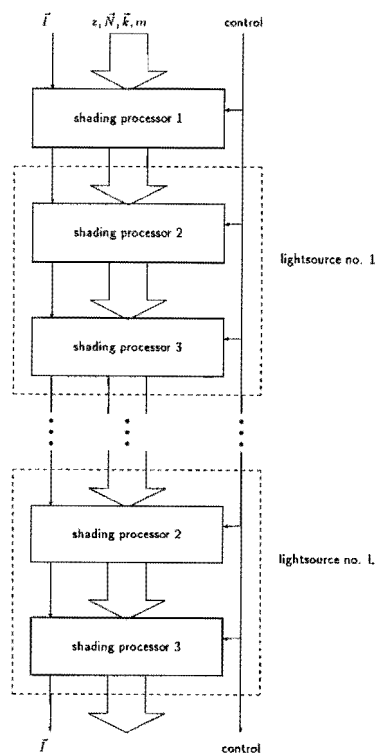 I⃗ z, N⃗, k⃗, m control
shading processor 1
shading processor 2
lightsource no. 1
shading processor 3
shading processor 2
lightsource no. L
shading processor 3
I⃗ control